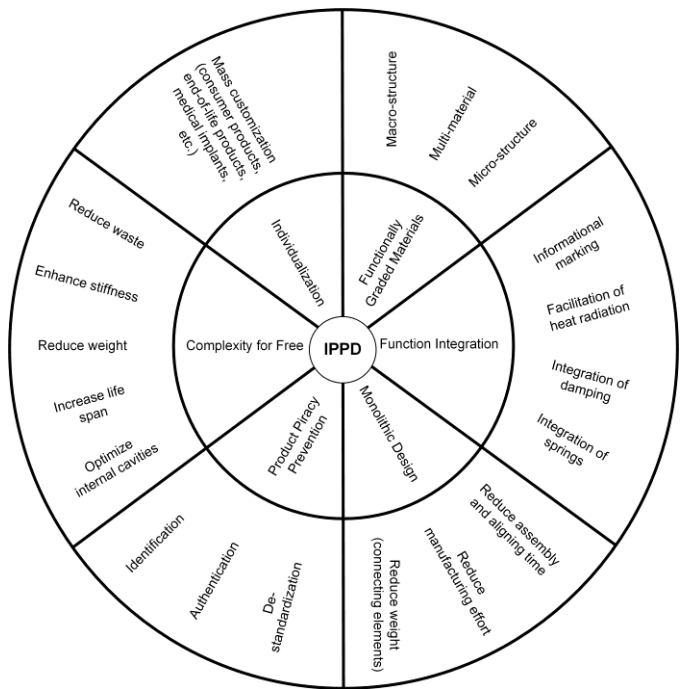 Mass customization
(consumer products,
end-of-life products,
medical implants,
etc.)
Macro-structure
Multi-material
Micro-structure
Individualization
Functionally
Graded Materials
Reduce waste
Enhance stiffness
Reduce weight
Increase life
span
Optimize
internal cavities
Complexity for Free
IPPD
Function Integration
Informational
marking
Facilitation of
heat radiation
Integration of
damping
Integration of
springs
Product Piracy
Prevention
Monolithic Design
Identification
Authentication
De-
standardization
Reduce weight
(connecting elements)
Reduce
manufacturing effort
Reduce assembly
and aligning time